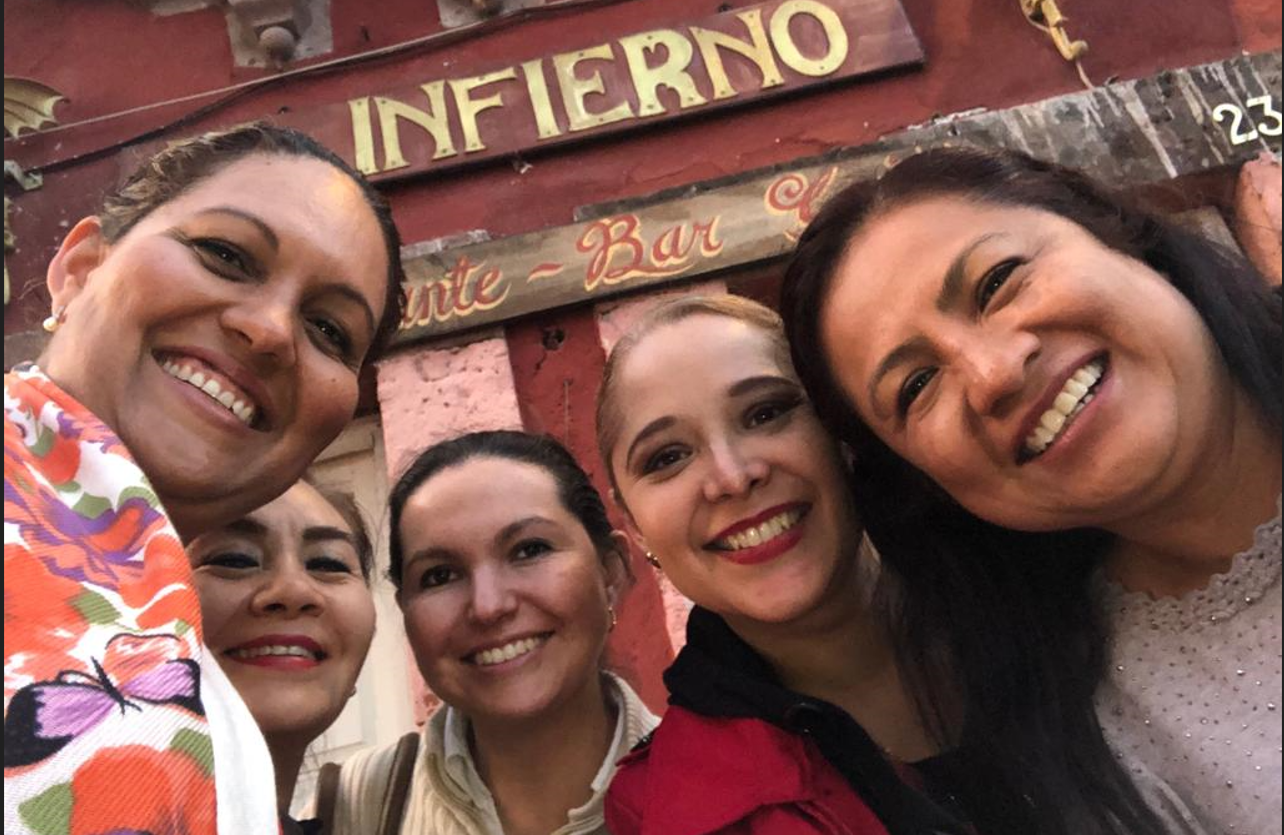 INFIERNO
ante - Bar
23